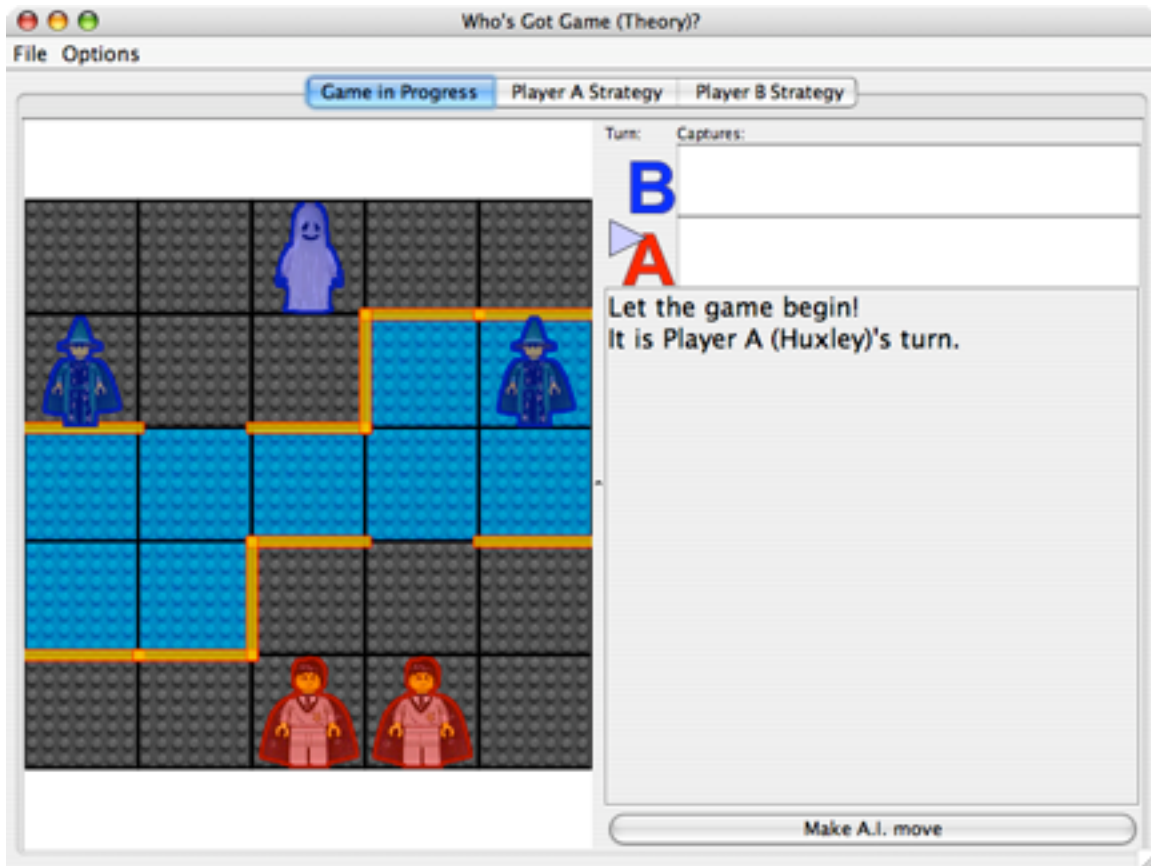 Who's Got Game (Theory)?
File Options
Game in Progress Player A Strategy Player B Strategy
Turn: Captures:
B
A
Let the game begin!
It is Player A (Huxley)'s turn.
Make A.I. move